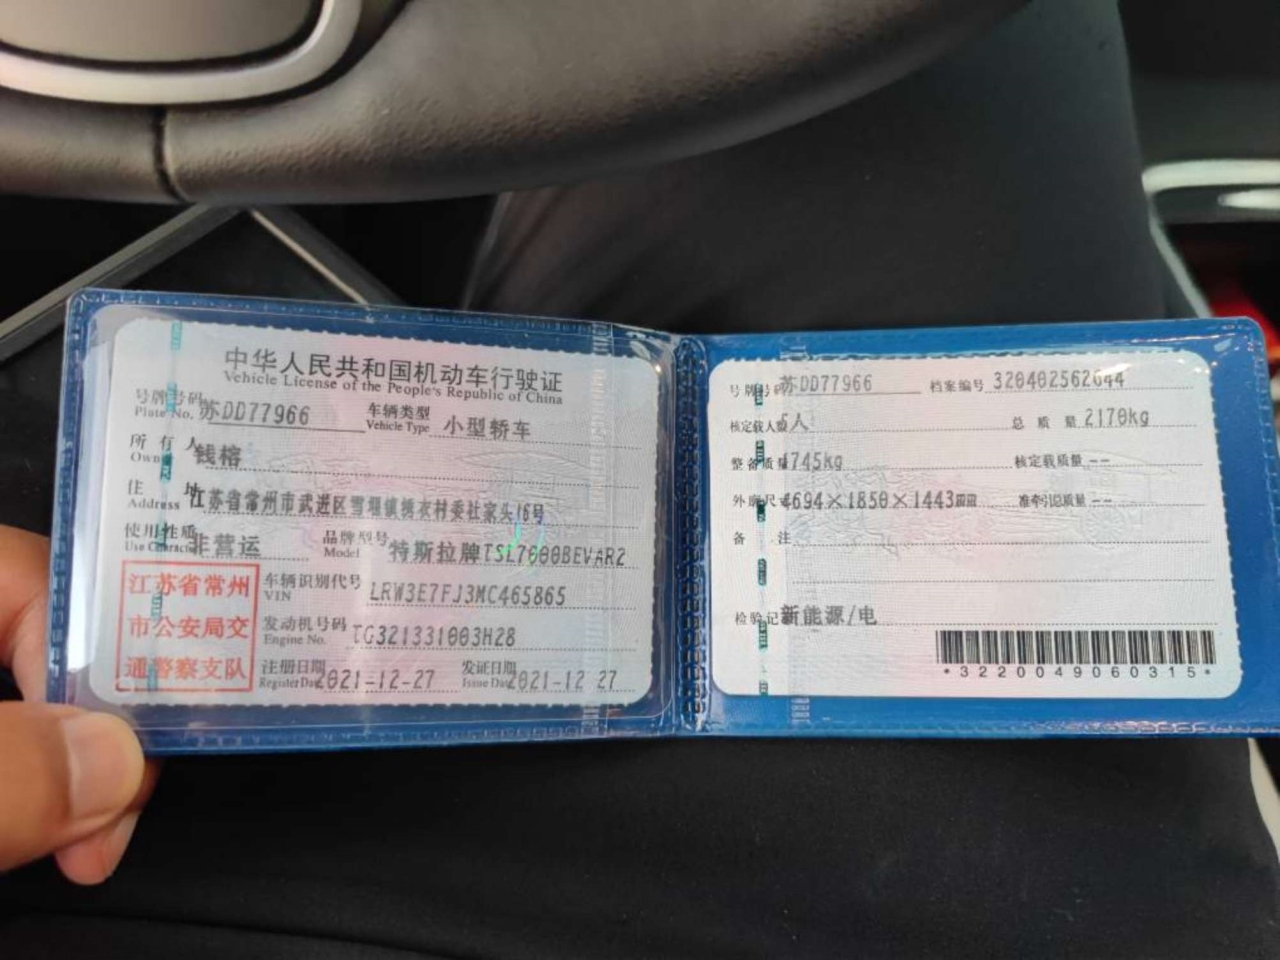 中华人民共和国机动车行驶证
Vehicle License of the People's Republic of China
号牌号码 苏DD77966 车辆类型 小型轿车
Plate No. Vehicle Type
所有人 钱榕
Owner
住址 江苏省常州市武进区雪堰镇 村委 家头16号
Address
使用性质 非营运 品牌型号 特斯拉牌TSL7000BEVAR2
Use Character Model
江苏省常州
市公安局交
通警察支队
车辆识别代号 LRW3E7FJ3MC465865
VIN
发动机号码 TG321331003H28
Engine No.
注册日期 2021-12-27 发证日期 2021-12-27
Register Date Issue Date
号牌号码 苏DD77966 档案编号 320402562644
核定载人数 5人 总质量 2170kg
整备质量 1745kg 核定载质量 --
外廓尺寸 4694×1850×1443mm 准牵引总质量 --
备注
检验记录 新能源/电
*3220049060315*